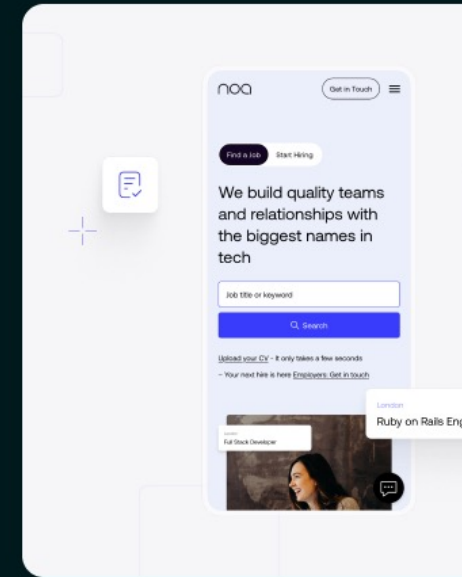 noa
Get in Touch
Find a Job Start Hiring
We build quality teams
and relationships with
the biggest names in
tech
Job title or keyword
Search
Upload your CV - It only takes a few seconds
- Your next hire is here Employers: Get in touch
London
Ruby on Rails Eng
Full Stack Developer